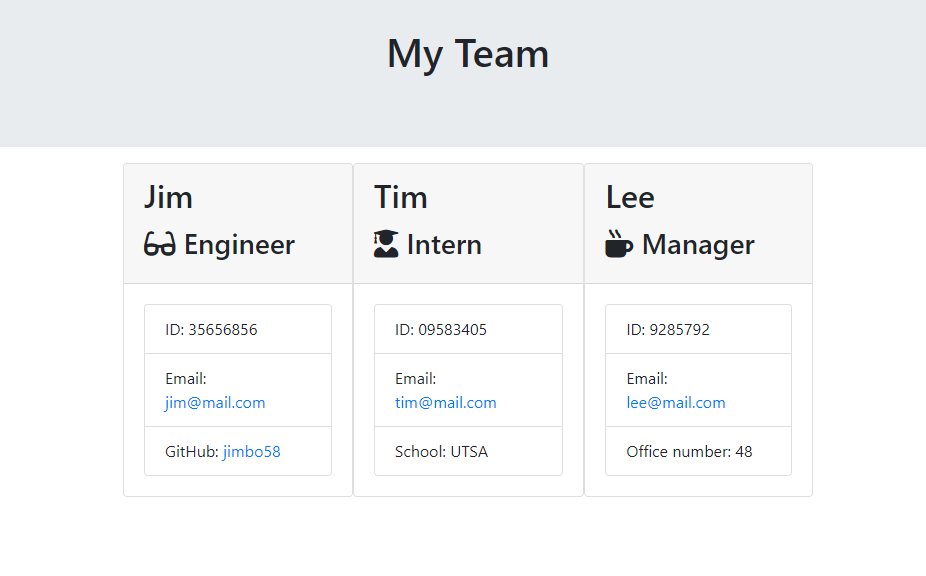 My Team
Jim
Engineer
ID: 35656856
Email:
jim@mail.com
GitHub: jimbo58
Tim
Intern
ID: 09583405
Email:
tim@mail.com
School: UTSA
Lee
Manager
ID: 9285792
Email:
lee@mail.com
Office number: 48